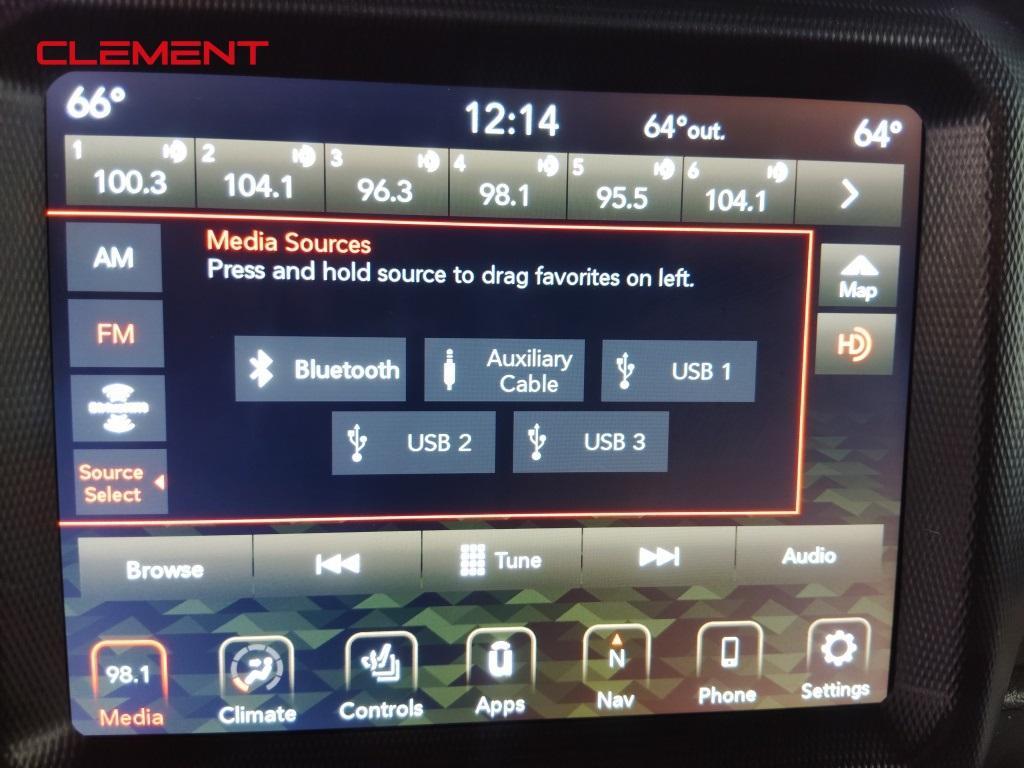 CLEMENT
66° 12:14 64°out. 64°
1 2 3 4 5 6
100.3 104.1 96.3 98.1 95.5 104.1
AM
Media Sources
Press and hold source to drag favorites on left.
Map
FM
HD
Bluetooth
Auxiliary
Cable
USB 1
USB 2 USB 3
Source
Select
Browse Tune Audio
98.1 N
Media Climate Controls Apps Nav Phone Settings